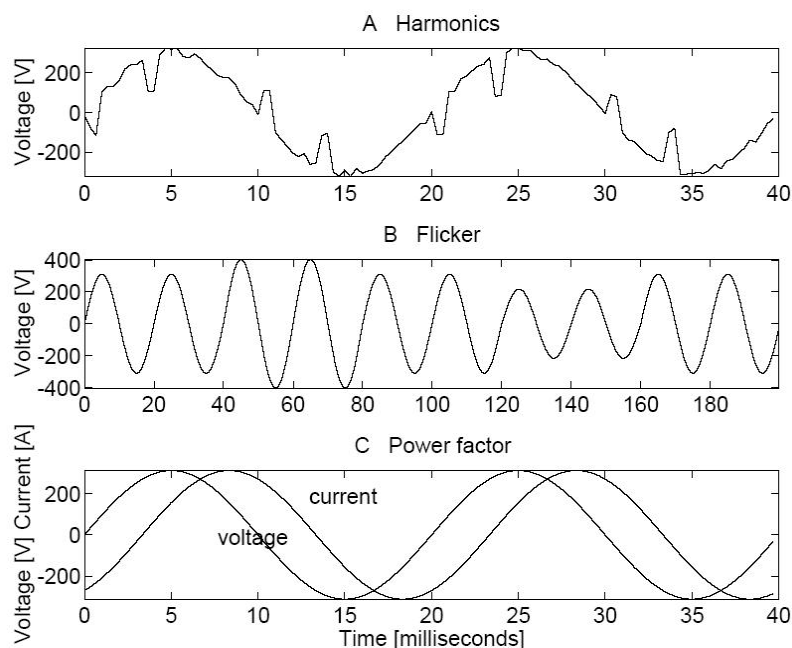 A Harmonics
Voltage [V]
200
0
-200
0 5 10 15 20 25 30 35 40
B Flicker
Voltage [V]
400
200
0
-200
-400
0 20 40 60 80 100 120 140 160 180
C Power factor
Voltage [V] Current [A]
200
0
-200
current
voltage
0 5 10 15 20 25 30 35 40
Time [milliseconds]